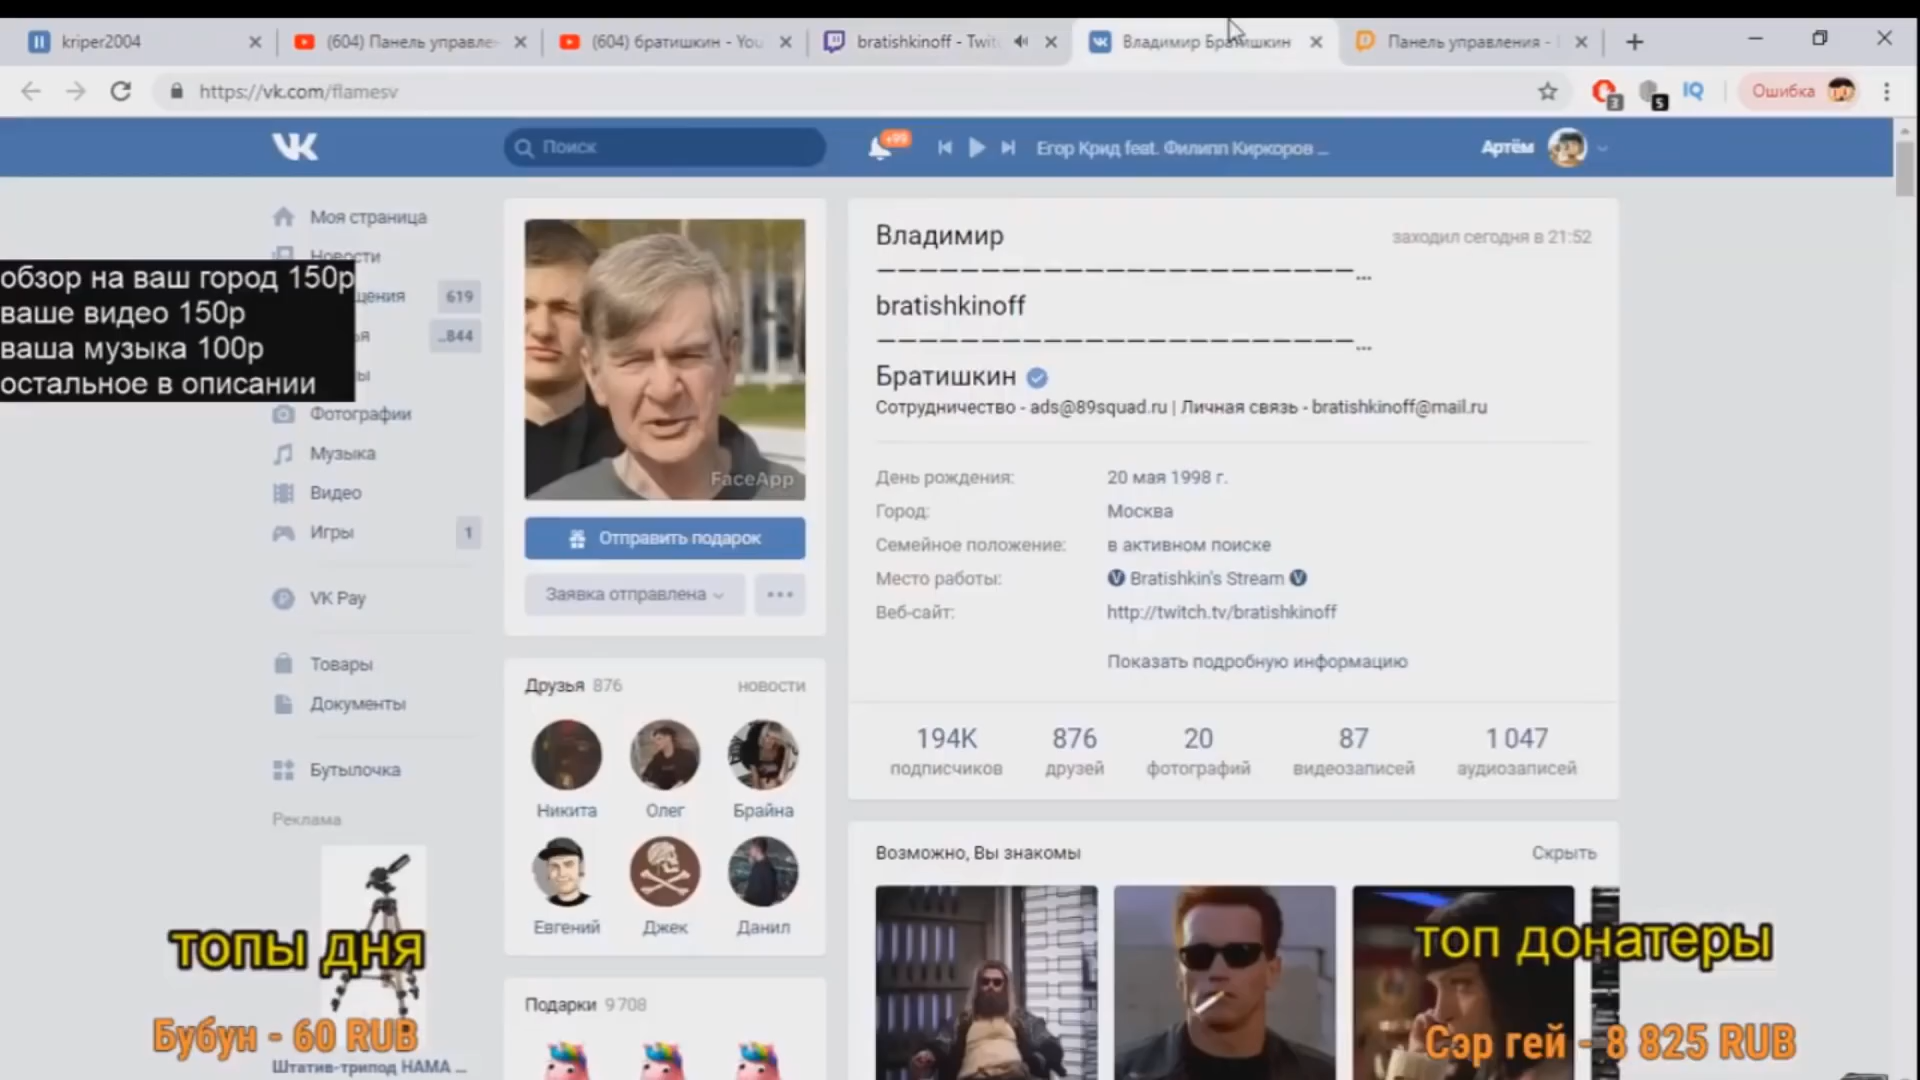 kriper2004
(604) Панель управле
(604) братишкин - You
bratishkinoff - Twit
Владимир Братишкин
Панель управления -
https://vk.com/flamesv
3
5
IQ
Ошибка
Поиск
+99
Егор Крид feat. Филипп Киркоров ...
Артём
Моя страница
Новости
щения
619
я
..844
ы
Фотографии
Музыка
Видео
Игры
1
VK Pay
Товары
Документы
Бутылочка
Реклама
Штатив-трипод HAMA ...
обзор на ваш город 150р
ваше видео 150р
ваша музыка 100р
остальное в описании
FaceApp
Отправить подарок
Заявка отправлена
Друзья 876
новости
Никита
Олег
Брайна
Евгений
Джек
Данил
Подарки 9 708
Владимир
заходил сегодня в 21:52
———————————————————————...
bratishkinoff
———————————————————————...
Братишкин
Сотрудничество - ads@89squad.ru | Личная связь - bratishkinoff@mail.ru
День рождения: 20 мая 1998 г.
Город: Москва
Семейное положение: в активном поиске
Место работы: Ⓥ Bratishkin's Stream Ⓥ
Веб-сайт: http://twitch.tv/bratishkinoff
Показать подробную информацию
194K
подписчиков
876
друзей
20
фотографий
87
видеозаписей
1 047
аудиозаписей
Возможно, Вы знакомы
Скрыть
топы дня
Бубун - 60 RUB
топ донатеры
Сэр гей - 8 825 RUB